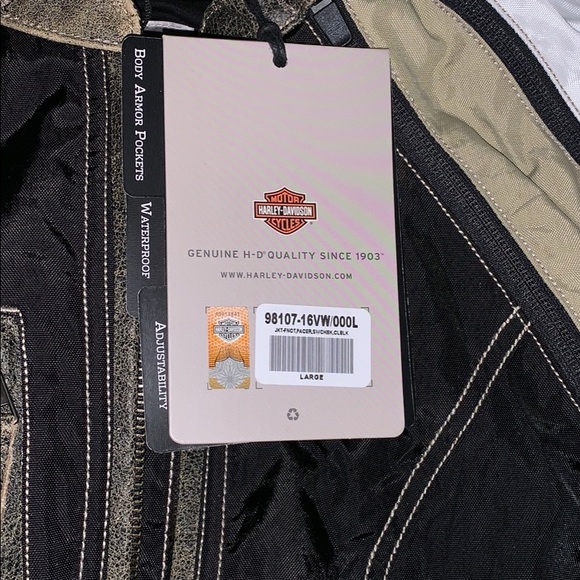 BODY ARMOR POCKETS
WATERPROOF
ADJUSTABILITY
MOTOR
HARLEY-DAVIDSON
CYCLES
GENUINE H-D® QUALITY SINCE 1903™
WWW.HARLEY-DAVIDSON.COM
98107-16VW/000L
LARGE